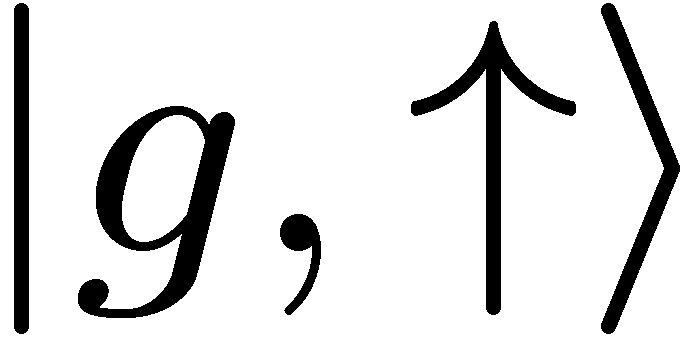 |g, ↑⟩